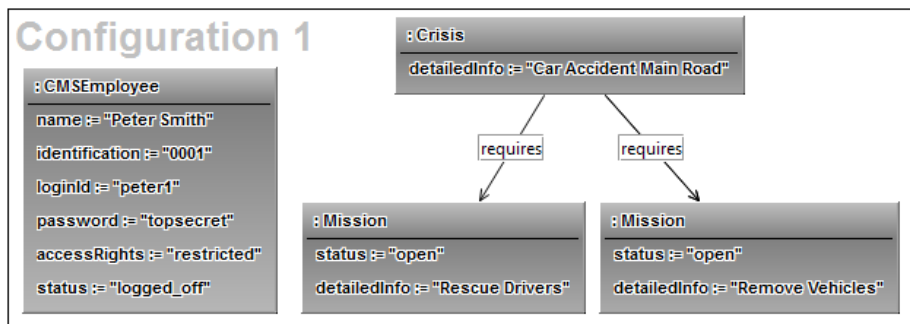 Configuration 1
: CMSEmployee
name := "Peter Smith"
identification := "0001"
loginId := "peter1"
password := "topsecret"
accessRights := "restricted"
status := "logged_off"
: Crisis
detailedInfo := "Car Accident Main Road"
requires
requires
: Mission
status := "open"
detailedInfo := "Rescue Drivers"
: Mission
status := "open"
detailedInfo := "Remove Vehicles"